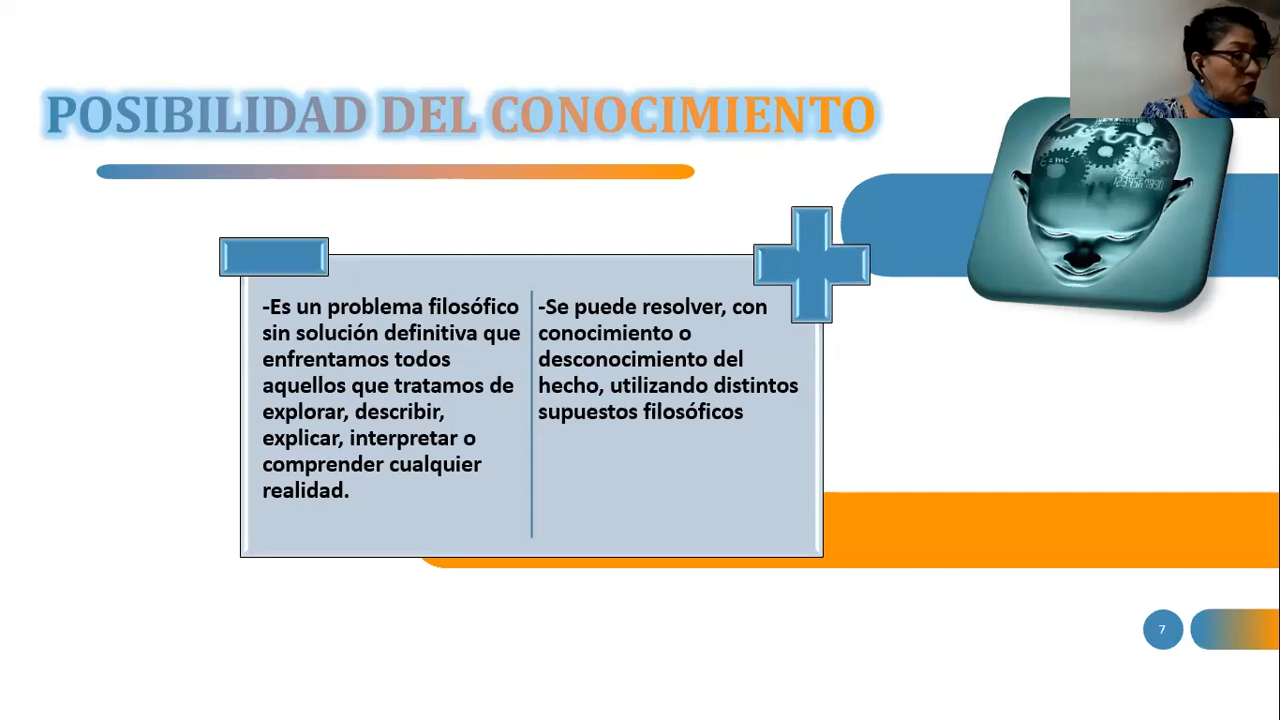 POSIBILIDAD DEL CONOCIMIENTO
-Es un problema filosófico
sin solución definitiva que
enfrentamos todos
aquellos que tratamos de
explorar, describir,
explicar, interpretar o
comprender cualquier
realidad.
-Se puede resolver, con
conocimiento o
desconocimiento del
hecho, utilizando distintos
supuestos filosóficos
7